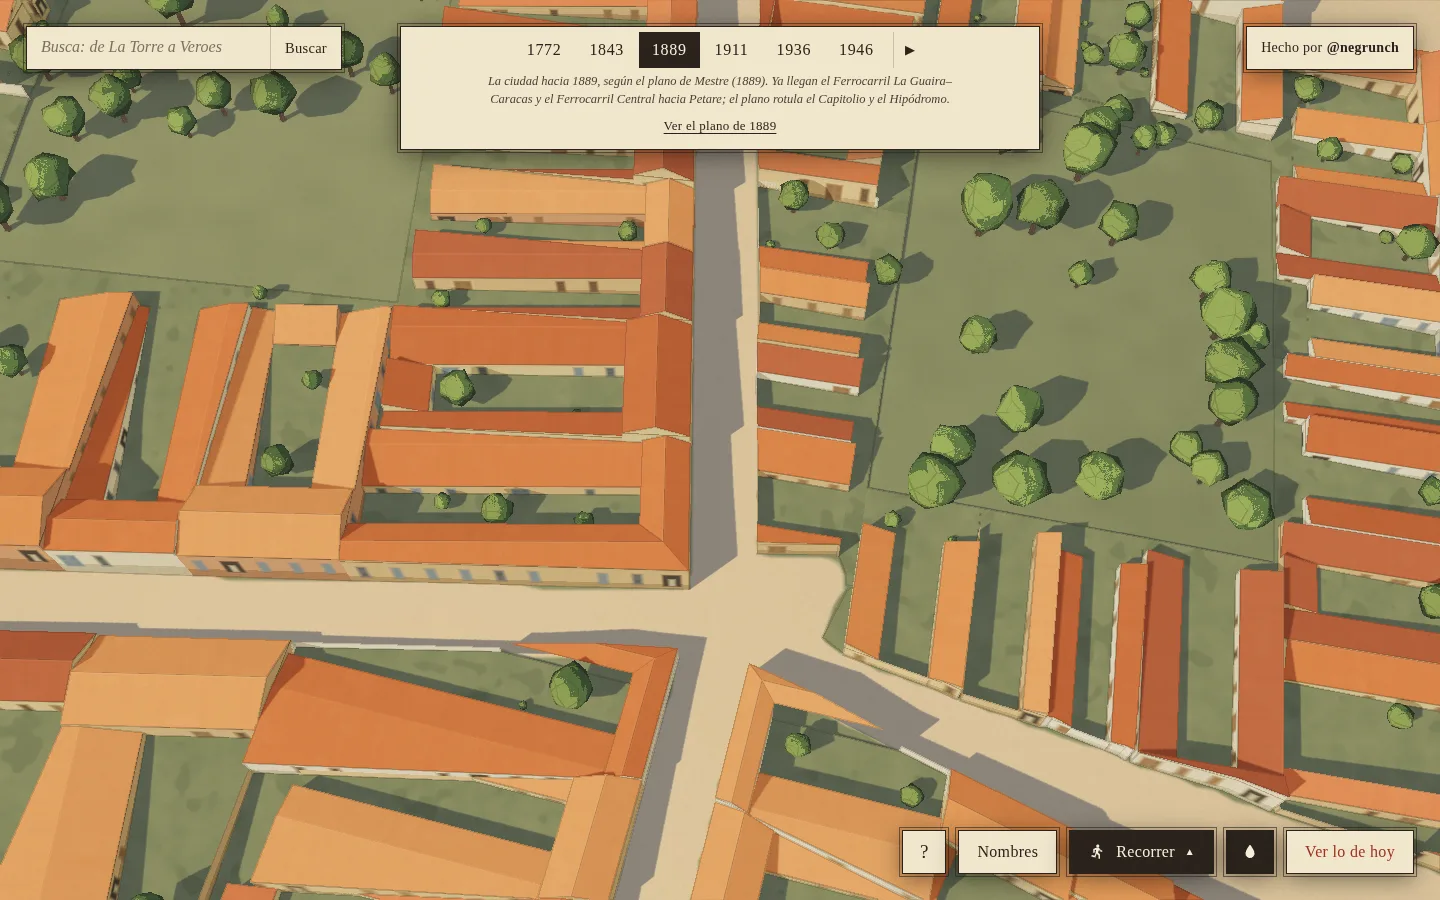 Busca: de La Torre a Veroes
Buscar
1772 1843 1889 1911 1936 1946 ▶
La ciudad hacia 1889, según el plano de Mestre (1889). Ya llegan el Ferrocarril La Guaira–
Caracas y el Ferrocarril Central hacia Petare; el plano rotula el Capitolio y el Hipódromo.
Ver el plano de 1889
Hecho por @negrunch
?
Nombres
Recorrer ▲
Ver lo de hoy